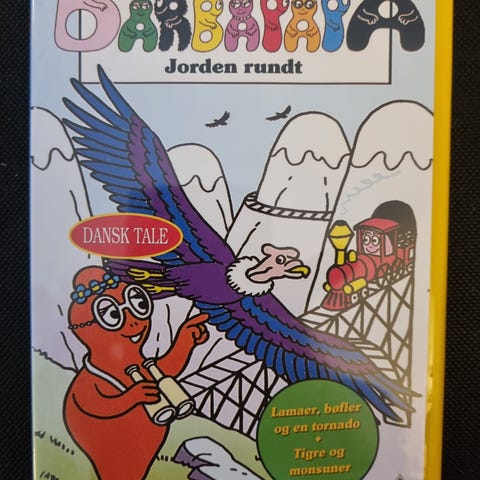 BARBAPAPA
Jorden rundt
DANSK TALE
Lamaer, bøfler
og en tornado
+
Tigre og
monsuner